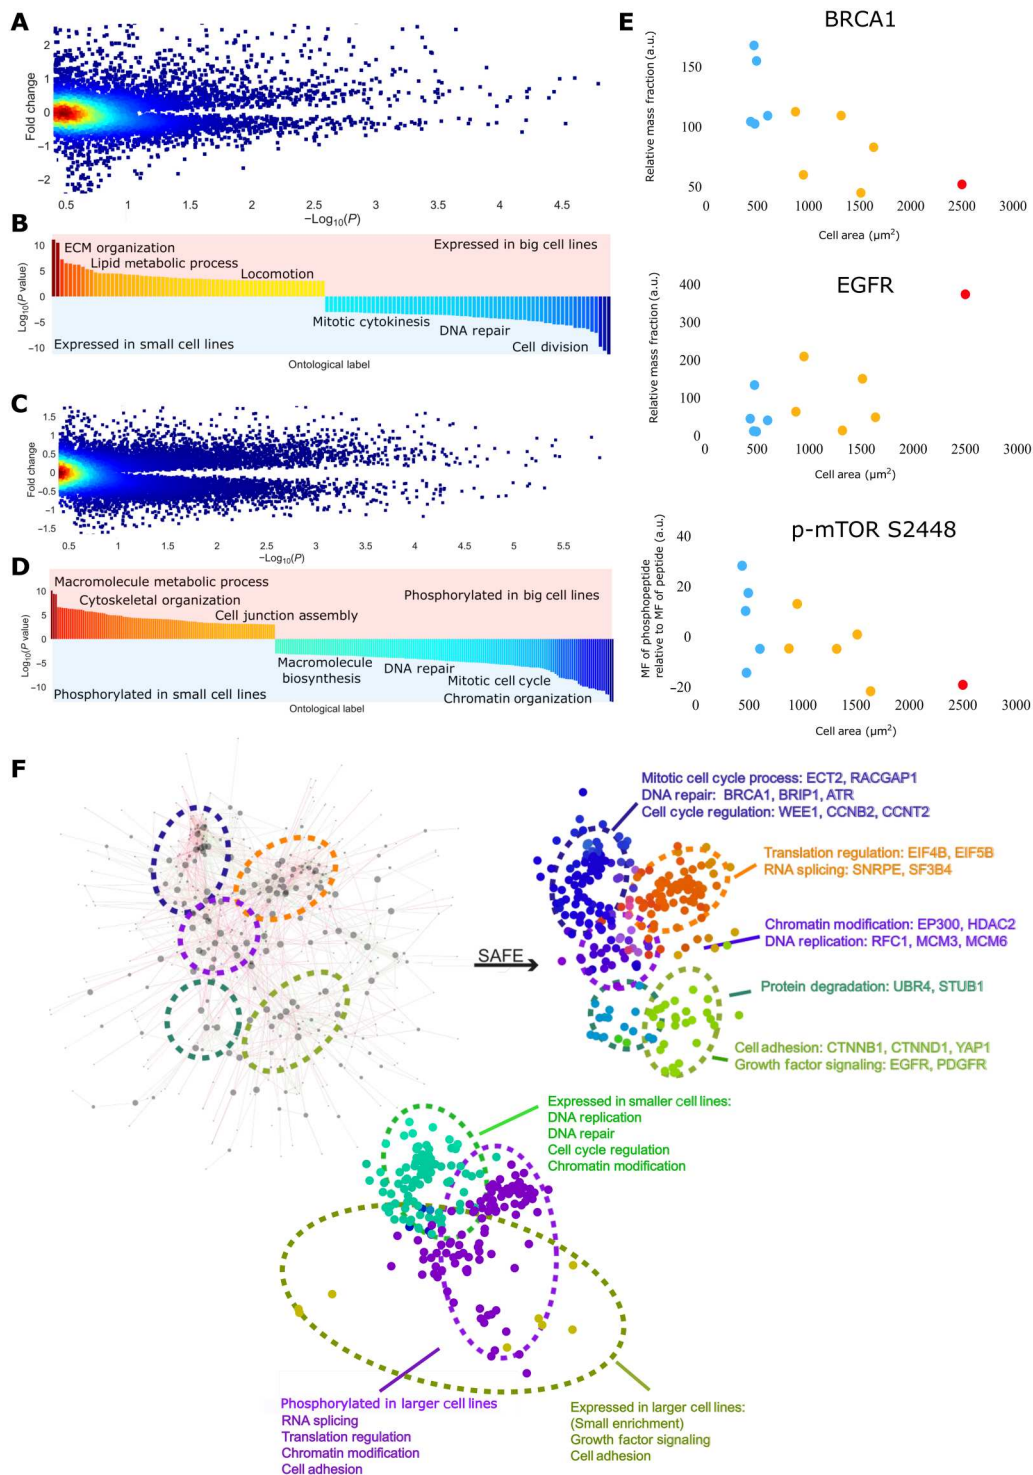 A
Fold change
2
1
0
−1
−2
0.5
1
1.5
2
2.5
3
3.5
4
4.5
−Log10(P)
B
Log10(P value)
10
5
0
−5
−10
ECM organization
Lipid metabolic process
Locomotion
Expressed in big cell lines
Mitotic cytokinesis
DNA repair
Cell division
Expressed in small cell lines
Ontological label
C
Fold change
1.5
1
0.5
0
−0.5
−1
−1.5
0.5
1
1.5
2
2.5
3
3.5
4
4.5
5
5.5
−Log10(P)
D
Log10(P value)
10
5
0
−5
−10
Macromolecule metabolic process
Cytoskeletal organization
Cell junction assembly
Phosphorylated in big cell lines
Macromolecule
biosynthesis
DNA repair
Mitotic cell cycle
Chromatin organization
Phosphorylated in small cell lines
Ontological label
E
BRCA1
Relative mass fraction (a.u.)
150
100
50
0
500
1000
1500
2000
2500
3000
Cell area (µm²)
EGFR
Relative mass fraction (a.u.)
400
300
200
100
0
0
500
1000
1500
2000
2500
3000
Cell area (µm²)
p-mTOR S2448
MF of phosphopeptide
relative to MF of peptide (a.u.)
40
20
0
−20
0
500
1000
1500
2000
2500
3000
Cell area (µm²)
F
SAFE
Mitotic cell cycle process: ECT2, RACGAP1
DNA repair: BRCA1, BRIP1, ATR
Cell cycle regulation: WEE1, CCNB2, CCNT2
Translation regulation: EIF4B, EIF5B
RNA splicing: SNRPE, SF3B4
Chromatin modification: EP300, HDAC2
DNA replication: RFC1, MCM3, MCM6
Protein degradation: UBR4, STUB1
Cell adhesion: CTNNB1, CTNND1, YAP1
Growth factor signaling: EGFR, PDGFR
Expressed in smaller cell lines:
DNA replication
DNA repair
Cell cycle regulation
Chromatin modification
Phosphorylated in larger cell lines
RNA splicing
Translation regulation
Chromatin modification
Cell adhesion
Expressed in larger cell lines:
(Small enrichment)
Growth factor signaling
Cell adhesion